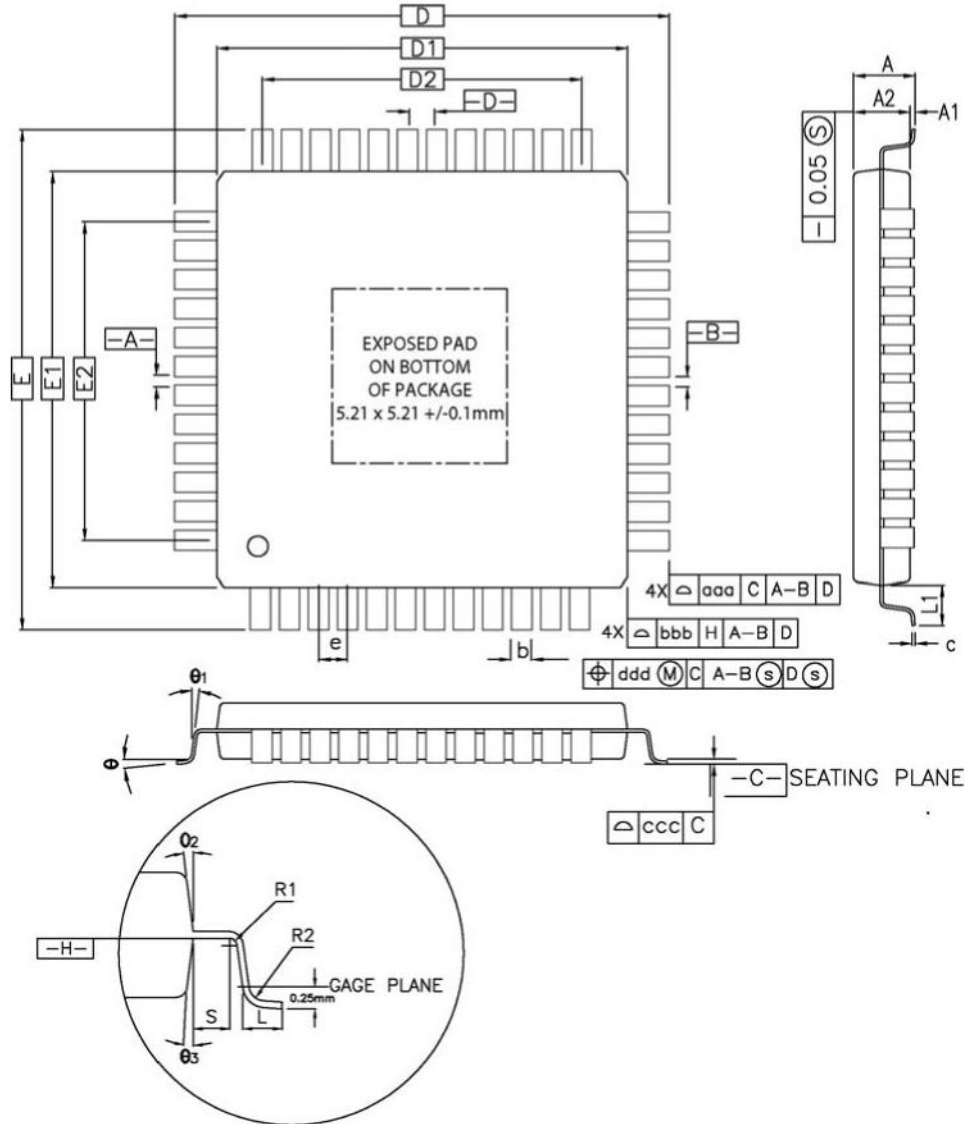 D
D1
D2
-D-
A
A2
A1
- 0.05 Ⓢ
-A-
-B-
E
E1
E2
EXPOSED PAD
ON BOTTOM
OF PACKAGE
5.21 x 5.21 +/-0.1mm
4X ⌓ aaa C A-B D
4X ⌓ bbb H A-B D
⌖ ddd Ⓜ C A-B Ⓢ D Ⓢ
e
b
L1
c
θ1
θ
-C- SEATING PLANE
⌓ ccc C
θ2
R1
R2
-H-
GAGE PLANE
0.25mm
S
L
θ3